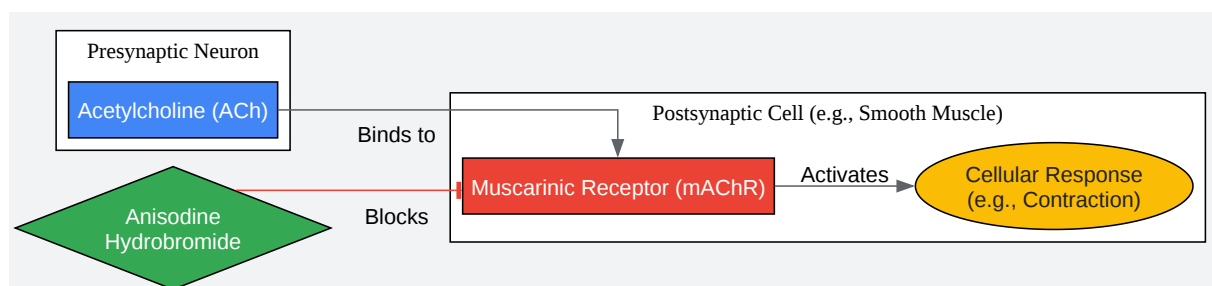 Presynaptic Neuron
Acetylcholine (ACh)
Binds to
Postsynaptic Cell (e.g., Smooth Muscle)
Muscarinic Receptor (mAChR)
Activates
Cellular Response
(e.g., Contraction)
Blocks
Anisodine
Hydrobromide